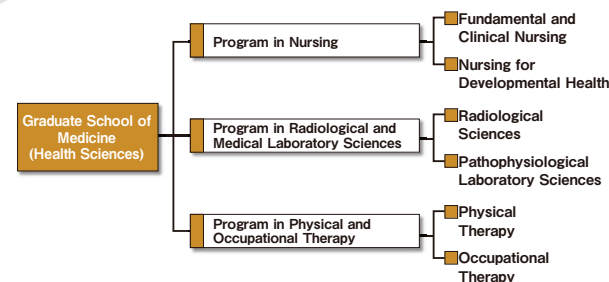 Graduate School of
Medicine
(Health Sciences)
Program in Nursing
Fundamental and
Clinical Nursing
Nursing for
Developmental Health
Program in Radiological and
Medical Laboratory Sciences
Radiological
Sciences
Pathophysiological
Laboratory Sciences
Program in Physical and
Occupational Therapy
Physical
Therapy
Occupational
Therapy